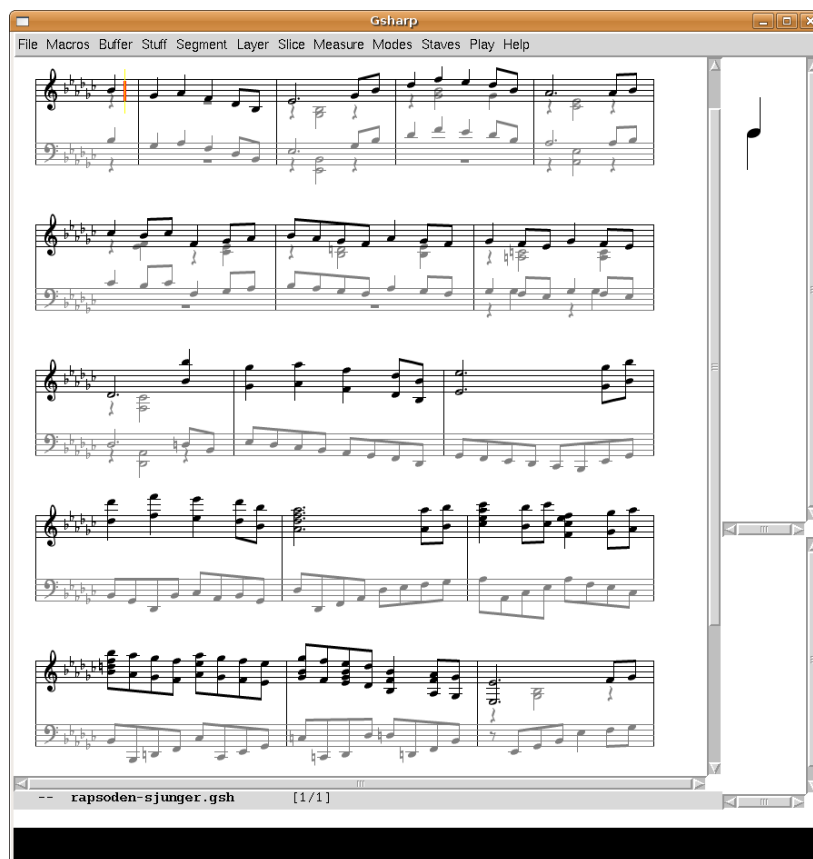 Gsharp
File Macros Buffer Stuff Segment Layer Slice Measure Modes Staves Play Help
-- rapsoden-sjunger.gsh [1/1]